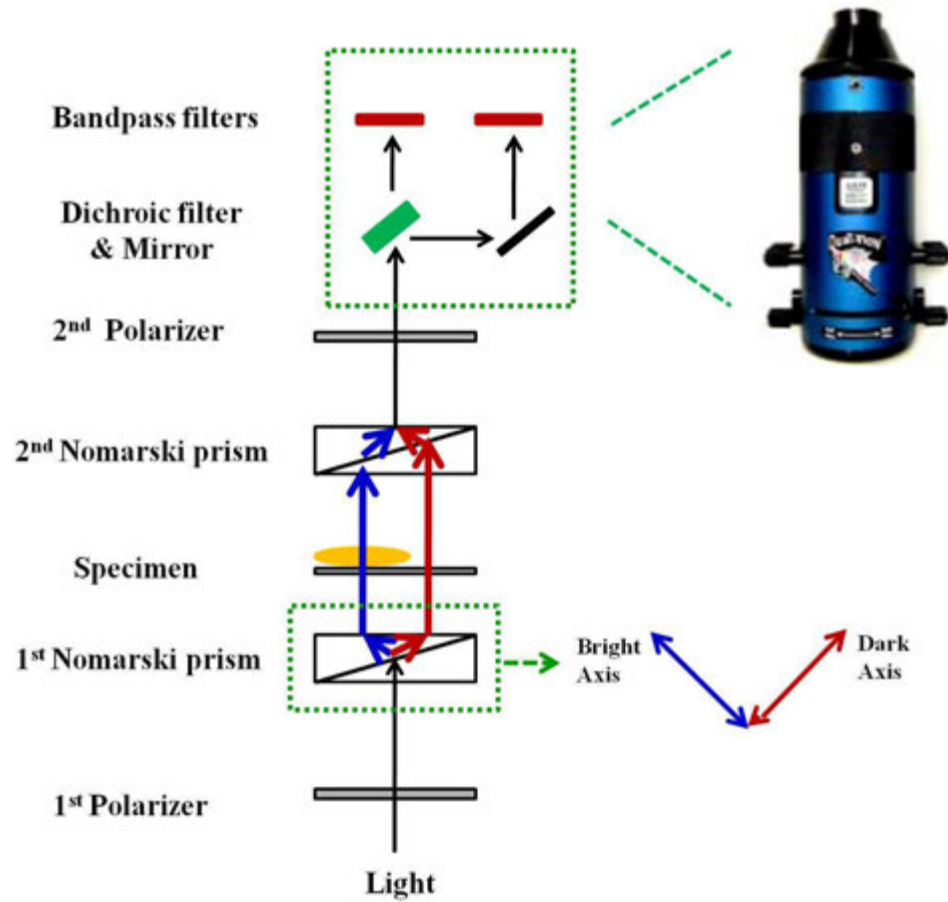 Bandpass filters
Dichroic filter
& Mirror
2nd Polarizer
2nd Nomarski prism
Specimen
1st Nomarski prism
Bright
Axis
Dark
Axis
1st Polarizer
Light